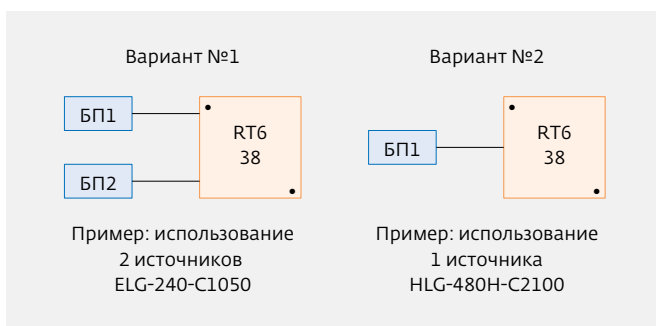 Вариант №1
БП1
БП2
RT6
38
Пример: использование
2 источников
ELG-240-C1050
Вариант №2
БП1
RT6
38
Пример: использование
1 источника
HLG-480H-C2100